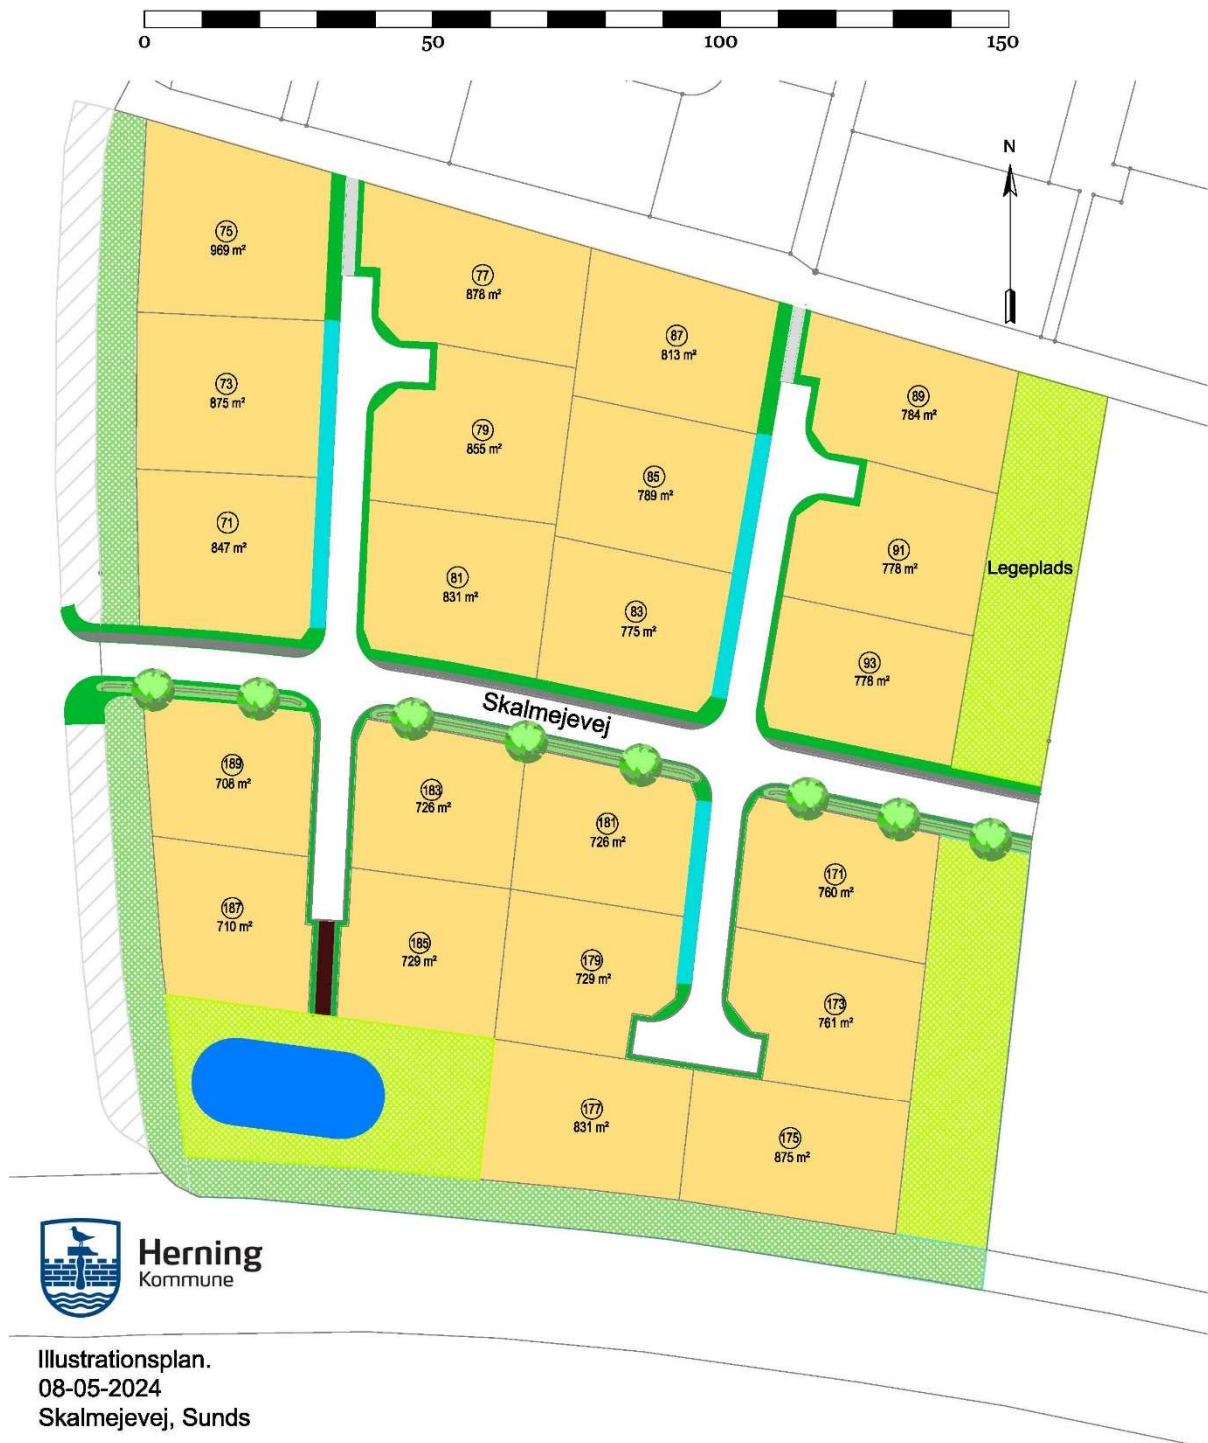 0 50 100 150
N
75
969 m²
77
878 m²
87
813 m²
73
875 m²
89
784 m²
79
855 m²
85
789 m²
71
847 m²
91
778 m²
Legeplads
81
831 m²
83
775 m²
93
778 m²
Skalmejevej
189
708 m²
183
726 m²
181
726 m²
171
760 m²
187
710 m²
185
729 m²
179
729 m²
173
761 m²
177
831 m²
175
875 m²
Herning
Kommune
Illustrationsplan.
08-05-2024
Skalmejevej, Sunds